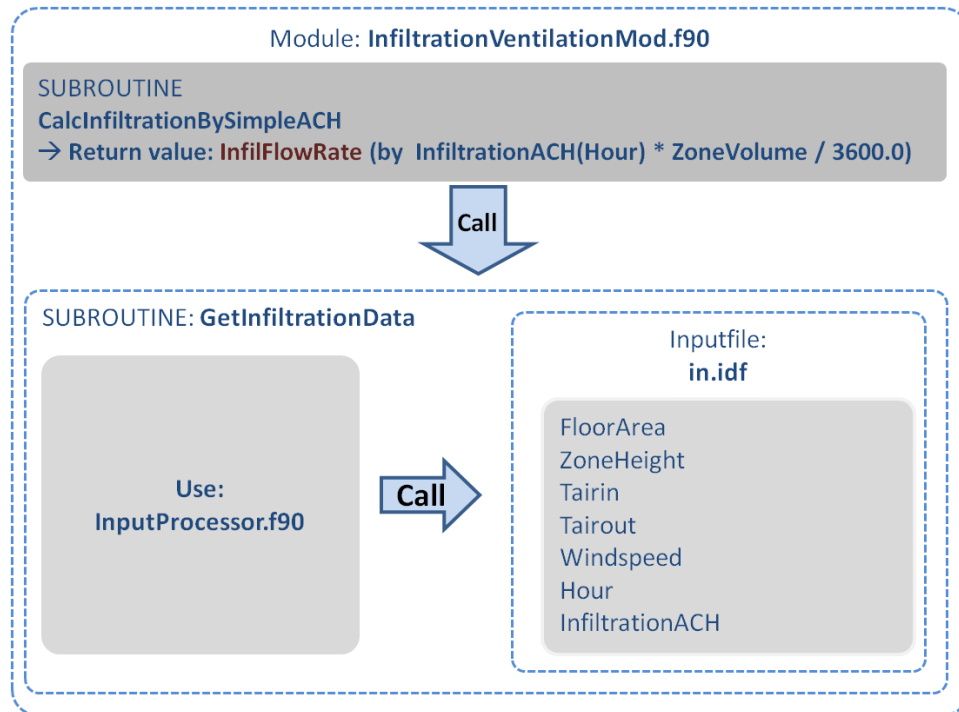 Module: InfiltrationVentilationMod.f90
SUBROUTINE
CalcInfiltrationBySimpleACH
→ Return value: InfilFlowRate (by InfiltrationACH(Hour) * ZoneVolume / 3600.0)
Call
SUBROUTINE: GetInfiltrationData
Use:
InputProcessor.f90
Call
Inputfile:
in.idf
FloorArea
ZoneHeight
Tairin
Tairout
Windspeed
Hour
InfiltrationACH